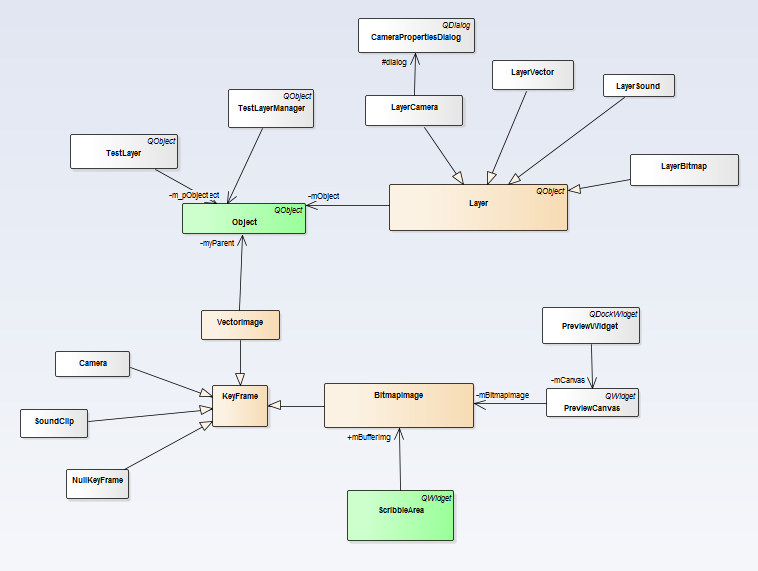 QDialog
CameraPropertiesDialog
#dialog
LayerVector
LayerSound
QObject
TestLayerManager
LayerCamera
QObject
TestLayer
LayerBitmap
-m_pObject
-mObject
QObject
Object
QObject
Layer
-myParent
VectorImage
QDockWidget
PreviewWidget
Camera
-mCanvas
KeyFrame
BitmapImage
-mBitmapImage
QWidget
PreviewCanvas
SoundClip
+mBufferImg
NullKeyFrame
QWidget
ScribbleArea